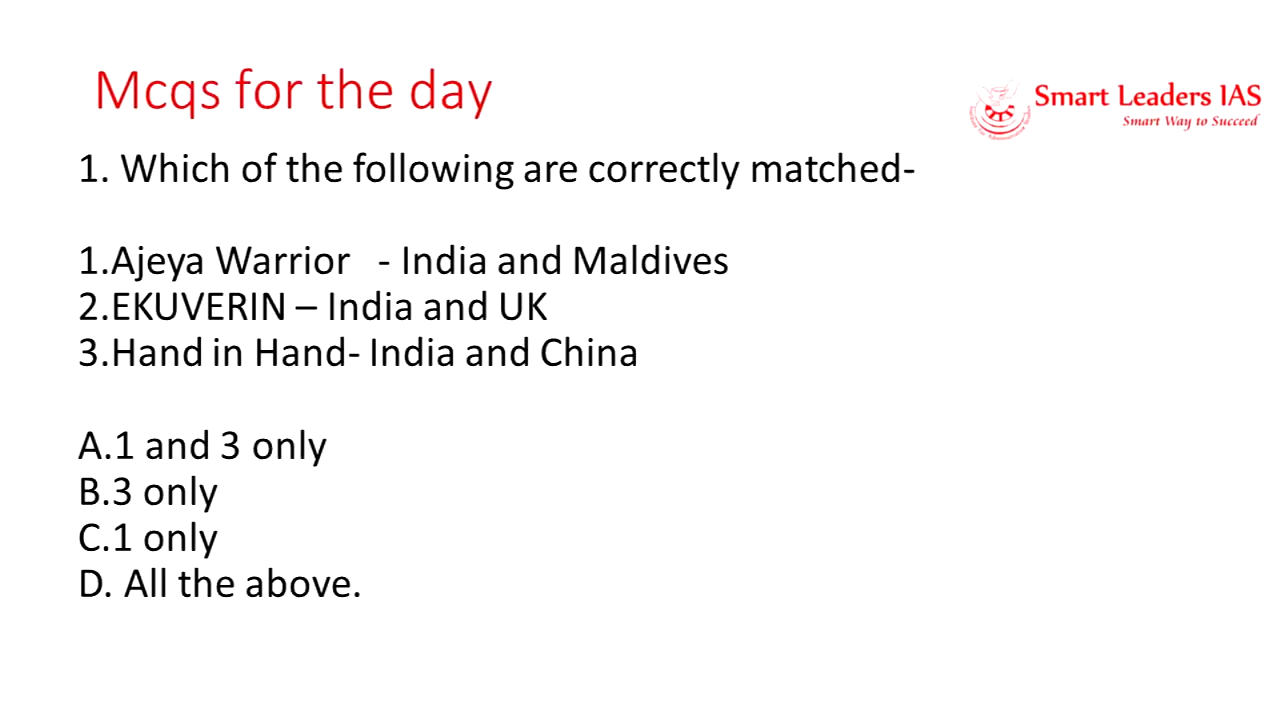 Mcqs for the day
Smart Leaders IAS
Smart Way to Succeed
1. Which of the following are correctly matched-
1.Ajeya Warrior - India and Maldives
2.EKUVERIN – India and UK
3.Hand in Hand- India and China
A.1 and 3 only
B.3 only
C.1 only
D. All the above.